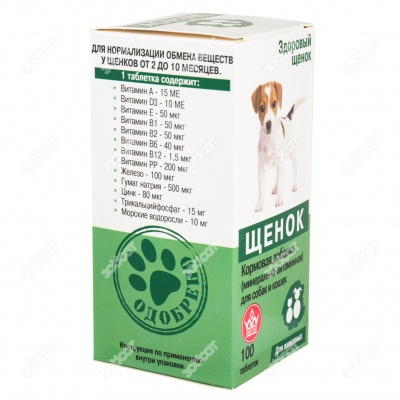 ДЛЯ НОРМАЛИЗАЦИИ ОБМЕНА ВЕЩЕСТВ
У ЩЕНКОВ ОТ 2 ДО 10 МЕСЯЦЕВ.
1 таблетка содержит:
Витамин А - 15 МЕ
Витамин D3 - 10 МЕ
Витамин Е - 50 мкг
Витамин В1 - 50 мкг
Витамин В2 - 50 мкг
Витамин В6 - 40 мкг
Витамин В12 - 1,5 мкг
Витамин РР - 200 мкг
Железо - 100 мкг
Гумат натрия - 500 мкг
Цинк - 80 мкг
Трикальцийфосфат - 15 мг
Морские водоросли - 10 мг
ОДОБРЕНО
Инструкция по применению
внутри упаковки.
Здоровый
щенок
ЩЕНОК
Кормовая добавка
(минерально-витаминная)
для собак и кошек
100
таблеток
Для животных